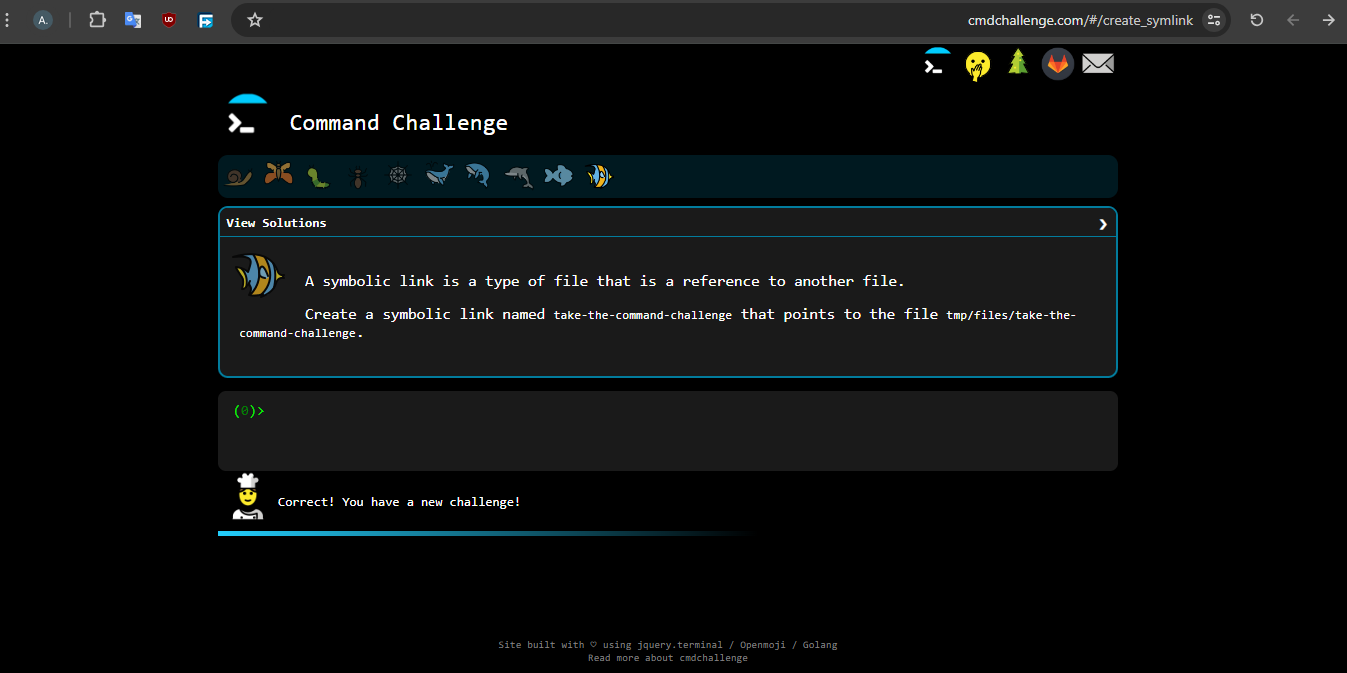 A.
cmdchallenge.com/#/create_symlink
Command Challenge
View Solutions
A symbolic link is a type of file that is a reference to another file.
Create a symbolic link named take-the-command-challenge that points to the file tmp/files/take-the-
command-challenge.
(0)>
Correct! You have a new challenge!
Site built with ♡ using jquery.terminal / Openmoji / Golang
Read more about cmdchallenge